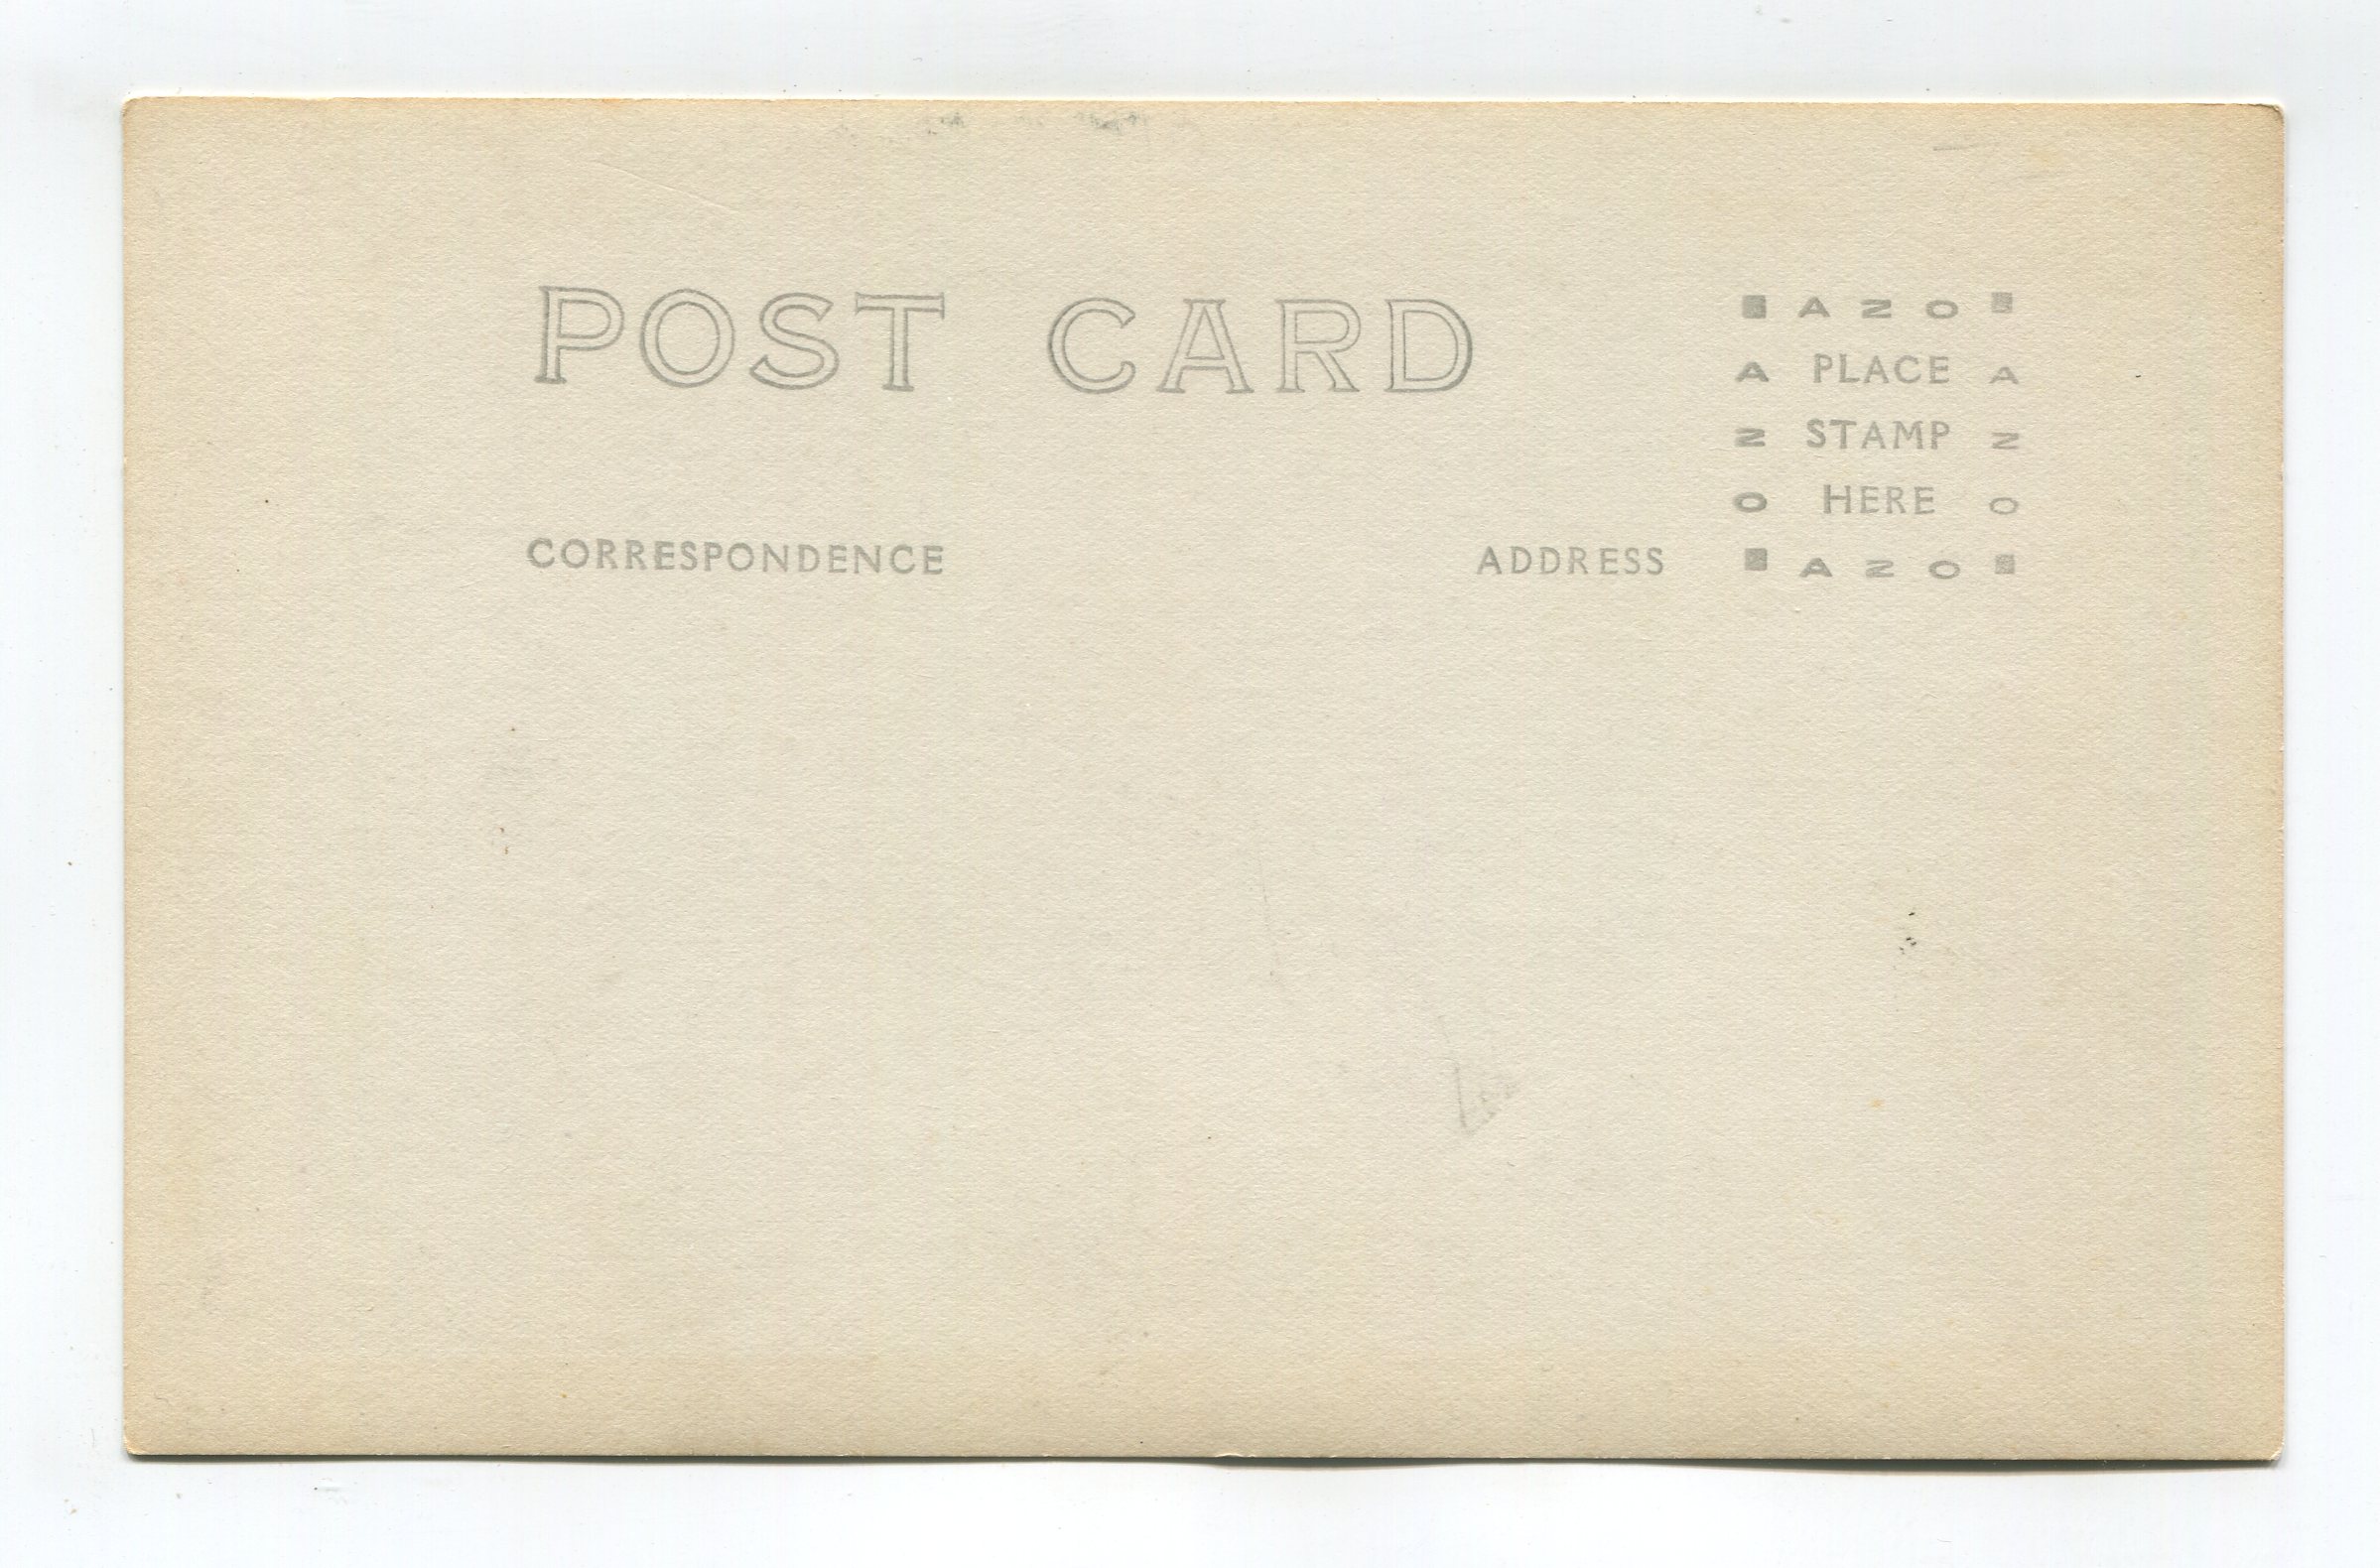 POST CARD
■ AZO ■
A PLACE A
Z STAMP Z
O HERE O
■ AZO ■
CORRESPONDENCE
ADDRESS